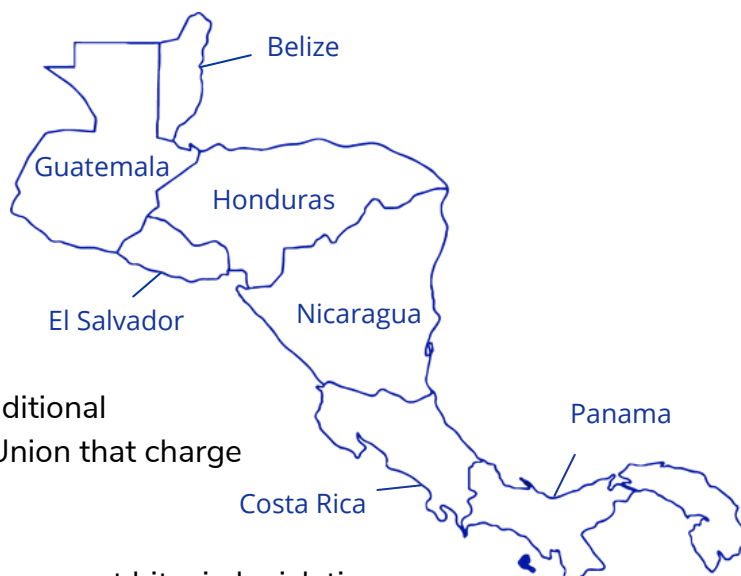 Belize
Guatemala
Honduras
El Salvador
Nicaragua
ditional
Union that charge
Panama
Costa Rica